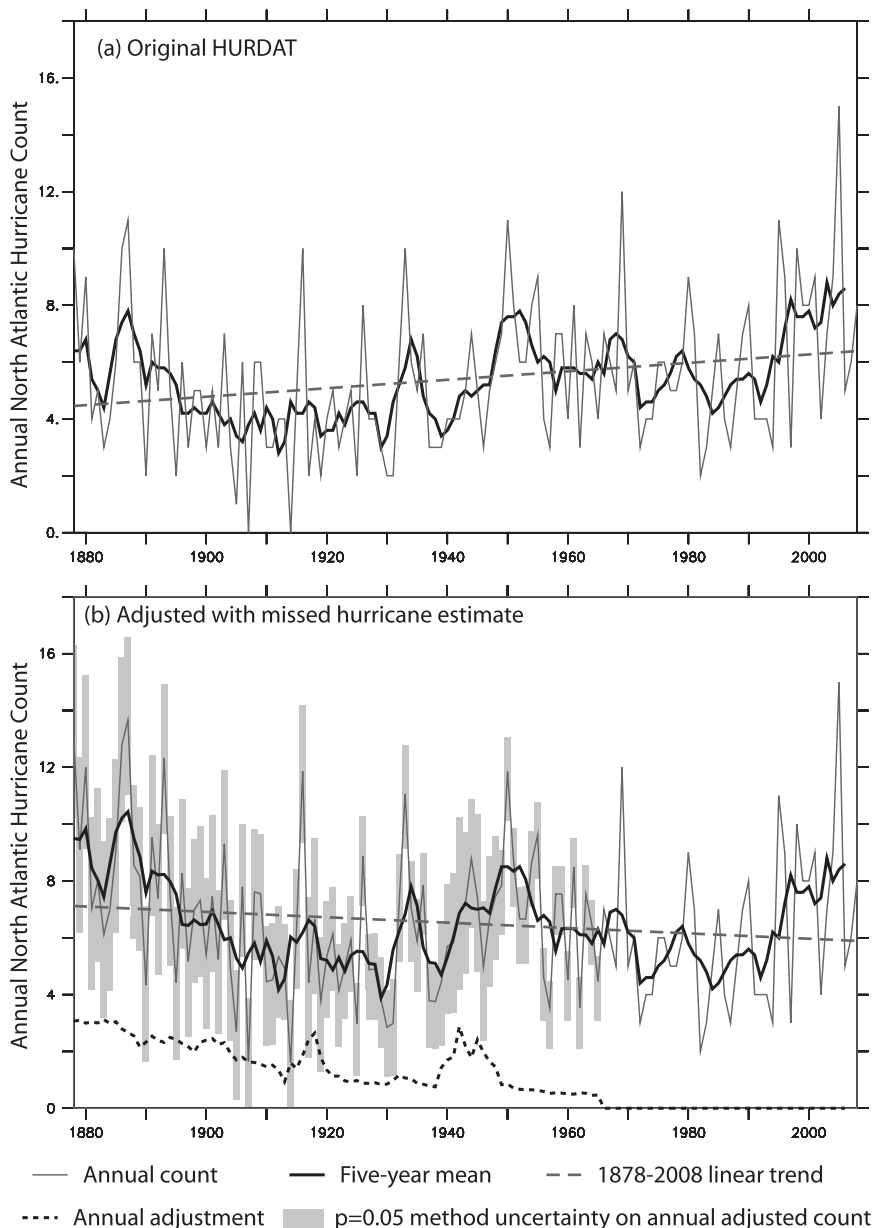 (a) Original HURDAT
Annual North Atlantic Hurricane Count
16.
12.
8.
4.
0.
1880 1900 1920 1940 1960 1980 2000
(b) Adjusted with missed hurricane estimate
Annual North Atlantic Hurricane Count
16
12
8
4
0
1880 1900 1920 1940 1960 1980 2000
Annual count Five-year mean 1878-2008 linear trend
Annual adjustment p=0.05 method uncertainty on annual adjusted count